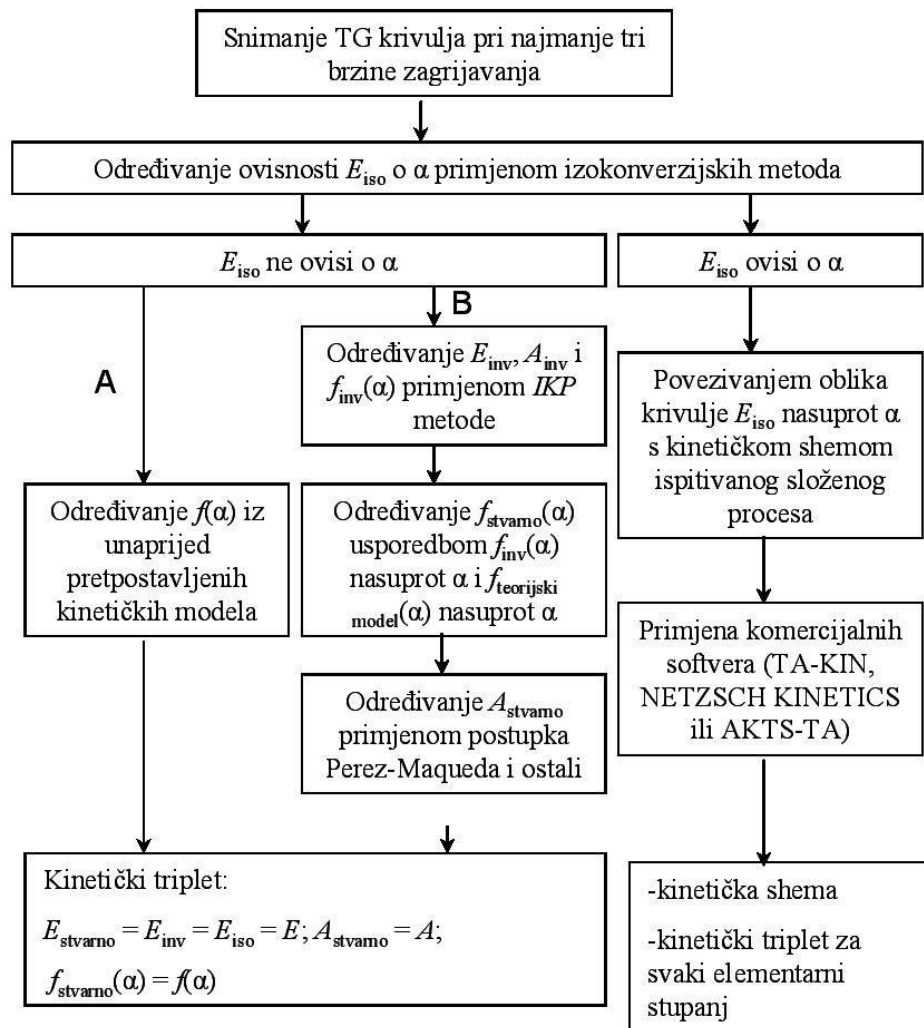 Snimanje TG krivulja pri najmanje tri
brzine zagrijavanja
Određivanje ovisnosti Eiso o α primjenom izokonverzijskih metoda
Eiso ne ovisi o α
Eiso ovisi o α
A
B
Određivanje Einv, Ainv i
finv(α) primjenom IKP
metode
Povezivanjem oblika
krivulje Eiso nasuprot α
s kinetičkom shemom
ispitivanog složenog
procesa
Određivanje f(α) iz
unaprijed
pretpostavljenih
kinetičkih modela
Određivanje fstvarno(α)
usporedbom finv(α)
nasuprot α i fteorijski
model(α) nasuprot α
Primjena komercijalnih
softvera (TA-KIN,
NETZSCH KINETICS
ili AKTS-TA)
Određivanje Astvarno
primjenom postupka
Perez-Maqueda i ostali
Kinetički triplet:
Estvarno = Einv = Eiso = E; Astvarno = A;
fstvarno(α) = f(α)
-kinetička shema
-kinetički triplet za
svaki elementarni
stupanj